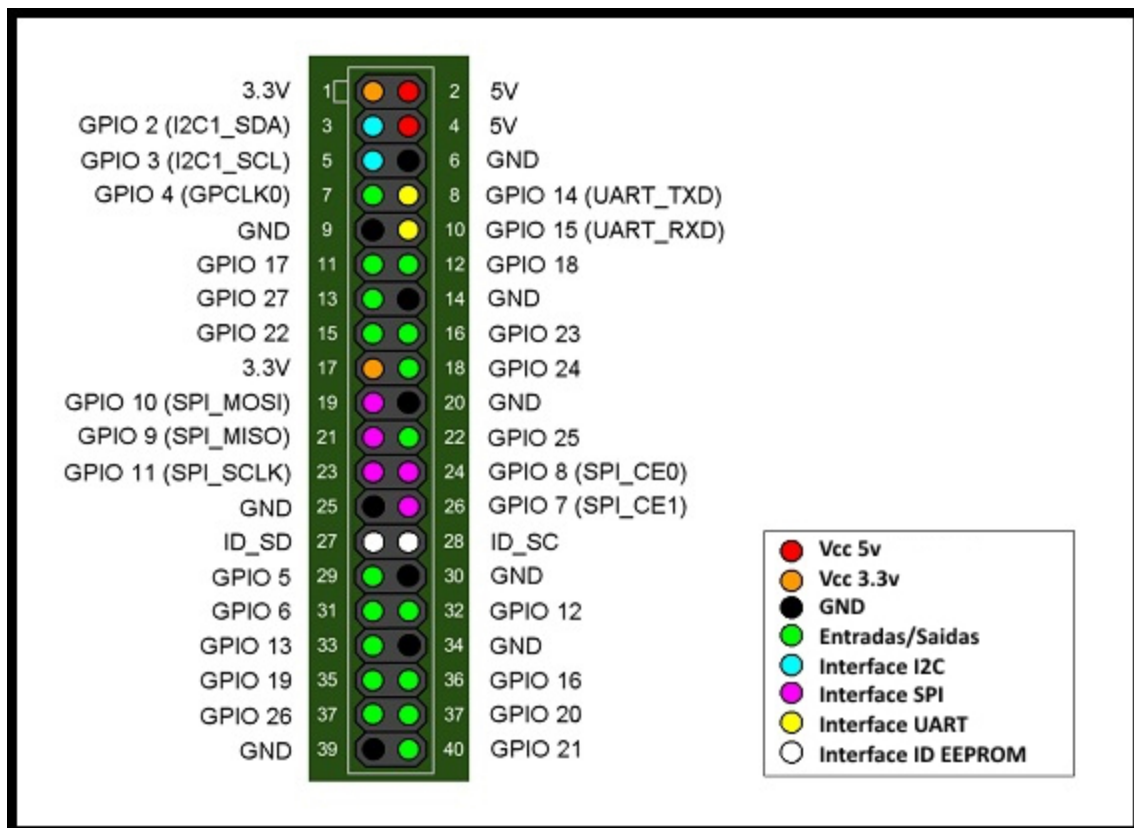 3.3V 1 2 5V
GPIO 2 (I2C1_SDA) 3 4 5V
GPIO 3 (I2C1_SCL) 5 6 GND
GPIO 4 (GPCLK0) 7 8 GPIO 14 (UART_TXD)
GND 9 10 GPIO 15 (UART_RXD)
GPIO 17 11 12 GPIO 18
GPIO 27 13 14 GND
GPIO 22 15 16 GPIO 23
3.3V 17 18 GPIO 24
GPIO 10 (SPI_MOSI) 19 20 GND
GPIO 9 (SPI_MISO) 21 22 GPIO 25
GPIO 11 (SPI_SCLK) 23 24 GPIO 8 (SPI_CE0)
GND 25 26 GPIO 7 (SPI_CE1)
ID_SD 27 28 ID_SC
GPIO 5 29 30 GND
GPIO 6 31 32 GPIO 12
GPIO 13 33 34 GND
GPIO 19 35 36 GPIO 16
GPIO 26 37 37 GPIO 20
GND 39 40 GPIO 21
Vcc 5v
Vcc 3.3v
GND
Entradas/Saidas
Interface I2C
Interface SPI
Interface UART
Interface ID EEPROM